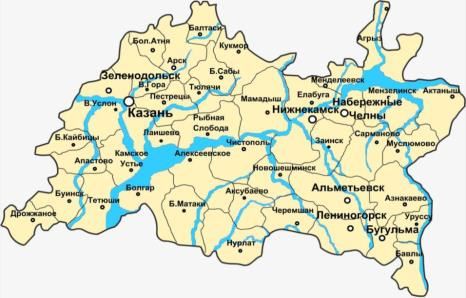 Балтаси
Агрыз
Бол.Атня
Кукмор
Арск
Зеленодольск
Б.Сабы
Менделеевск
В.Гора
Тюлячи
Мензелинск
Актаныш
Пестрецы
Елабуга
В.Услон
Мамадыш
Набережные
Челны
Казань
Нижнекамск
Рыбная
Слобода
Лаишево
Сарманово
Б.Кайбицы
Чистополь
Заинск
Муслюмово
Камское
Устье
Алексеевское
Апастово
Новошешминск
Болгар
Альметьевск
Буинск
Аксубаево
Азнакаево
Тетюши
Б.Матаки
Черемшан
Дрожжаное
Лениногорск
Уруссу
Бугульма
Нурлат
Бавлы